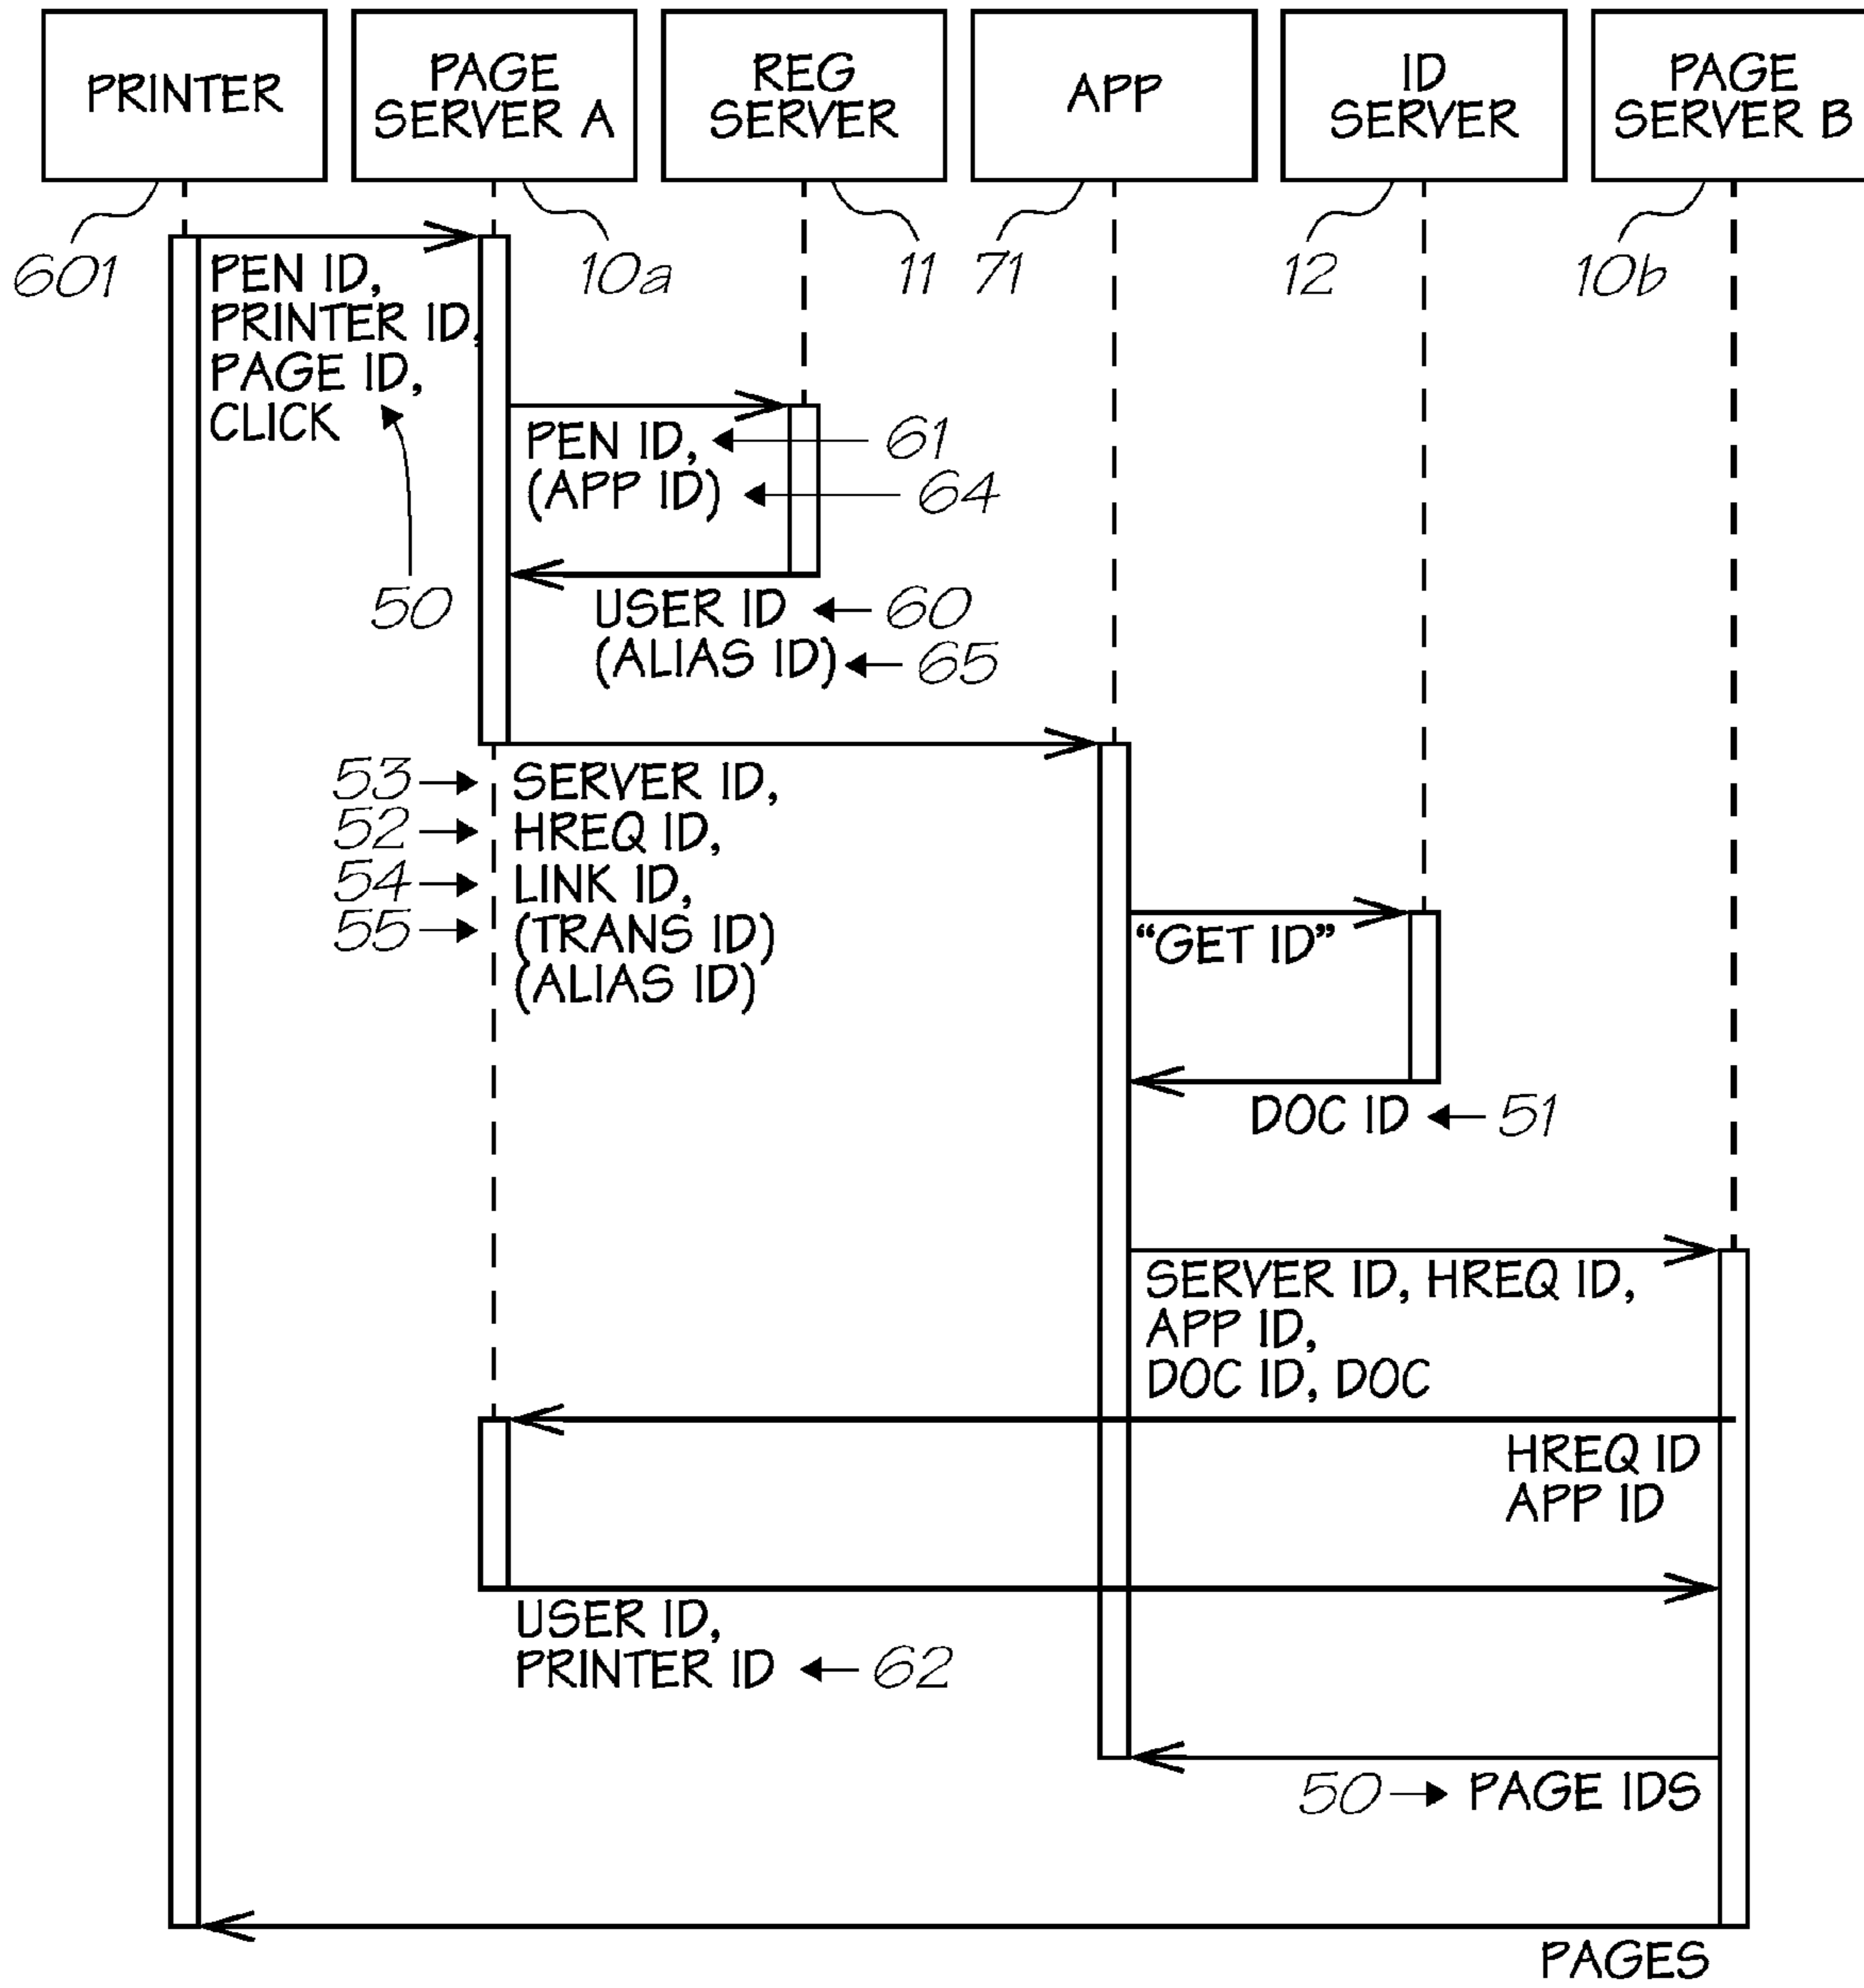 PRINTER
PAGE
SERVER A
REG
SERVER
APP
ID
SERVER
PAGE
SERVER B
601
10a
11
71
12
10b
PEN ID,
PRINTER ID,
PAGE ID,
CLICK
50
PEN ID,
(APP ID)
61
64
USER ID
(ALIAS ID)
60
65
53
52
54
55
SERVER ID,
HREQ ID,
LINK ID,
(TRANS ID)
(ALIAS ID)
“GET ID”
DOC ID
51
SERVER ID, HREQ ID,
APP ID,
DOC ID, DOC
HREQ ID
APP ID
USER ID,
PRINTER ID
62
50
PAGE IDS
PAGES